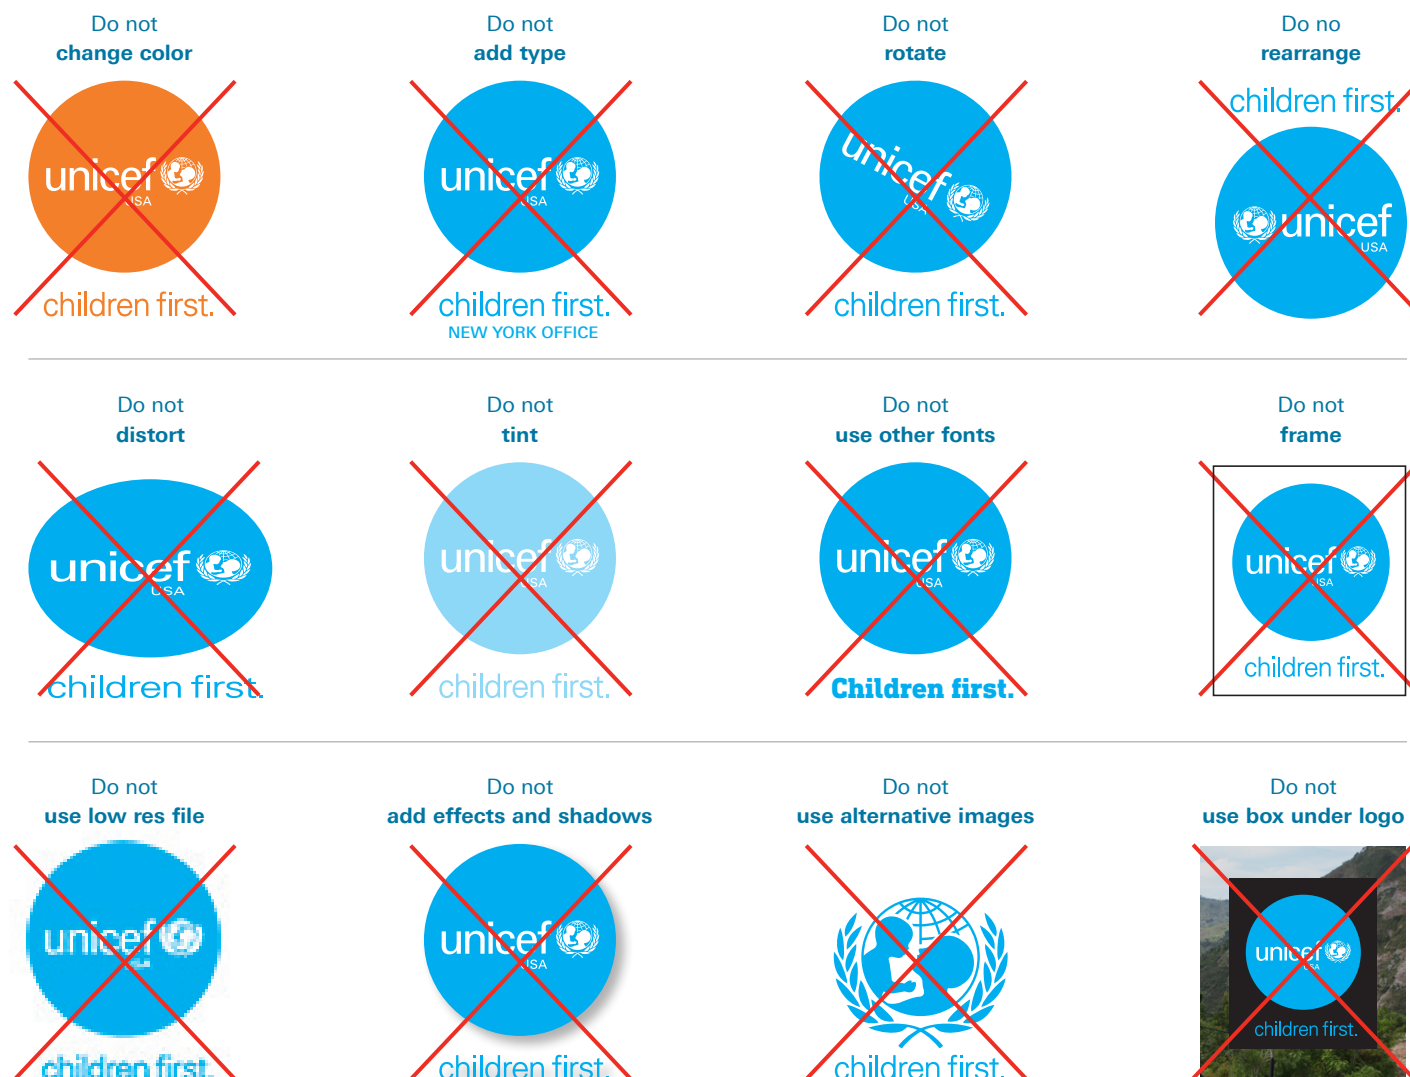 Do not
change color
unicef
USA
children first.
Do not
add type
unicef
USA
children first.
NEW YORK OFFICE
Do not
rotate
unicef
USA
children first.
Do no
rearrange
children first.
unicef
USA
Do not
distort
unicef
USA
children first.
Do not
tint
unicef
USA
children first.
Do not
use other fonts
unicef
USA
Children first.
Do not
frame
unicef
USA
children first.
Do not
use low res file
unicef
USA
children first.
Do not
add effects and shadows
unicef
USA
children first.
Do not
use alternative images
children first.
Do not
use box under logo
unicef
USA
children first.